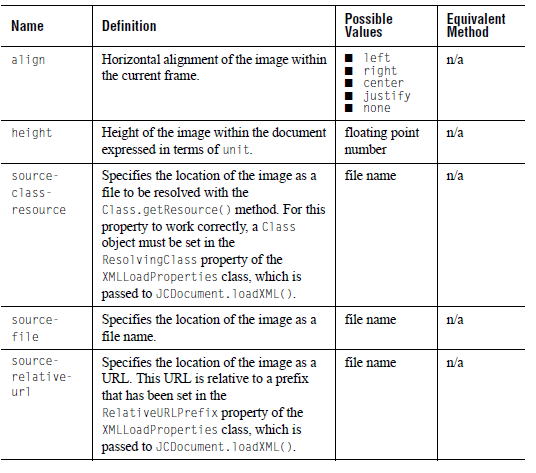 Name Definition Possible Values Equivalent Method
align Horizontal alignment of the image within n/a
the current frame.
■ left
■ right
■ center
■ justify
■ none
height Height of the image within the document floating point n/a
expressed in terms of unit. number
source- Specifies the location of the image as a file name n/a
class- file to be resolved with the
resource Class.getResource() method. For this
property to work correctly, a Class
object must be set in the
ResolvingClass property of the
XMLLoadProperties class, which is
passed to JCDocument.loadXML().
source- Specifies the location of the image as a file name n/a
file file name.
source- Specifies the location of the image as a file name n/a
relative- URL. This URL is relative to a prefix
url that has been set in the
RelativeURLPrefix property of the
XMLLoadProperties class, which is
passed to JCDocument.loadXML().